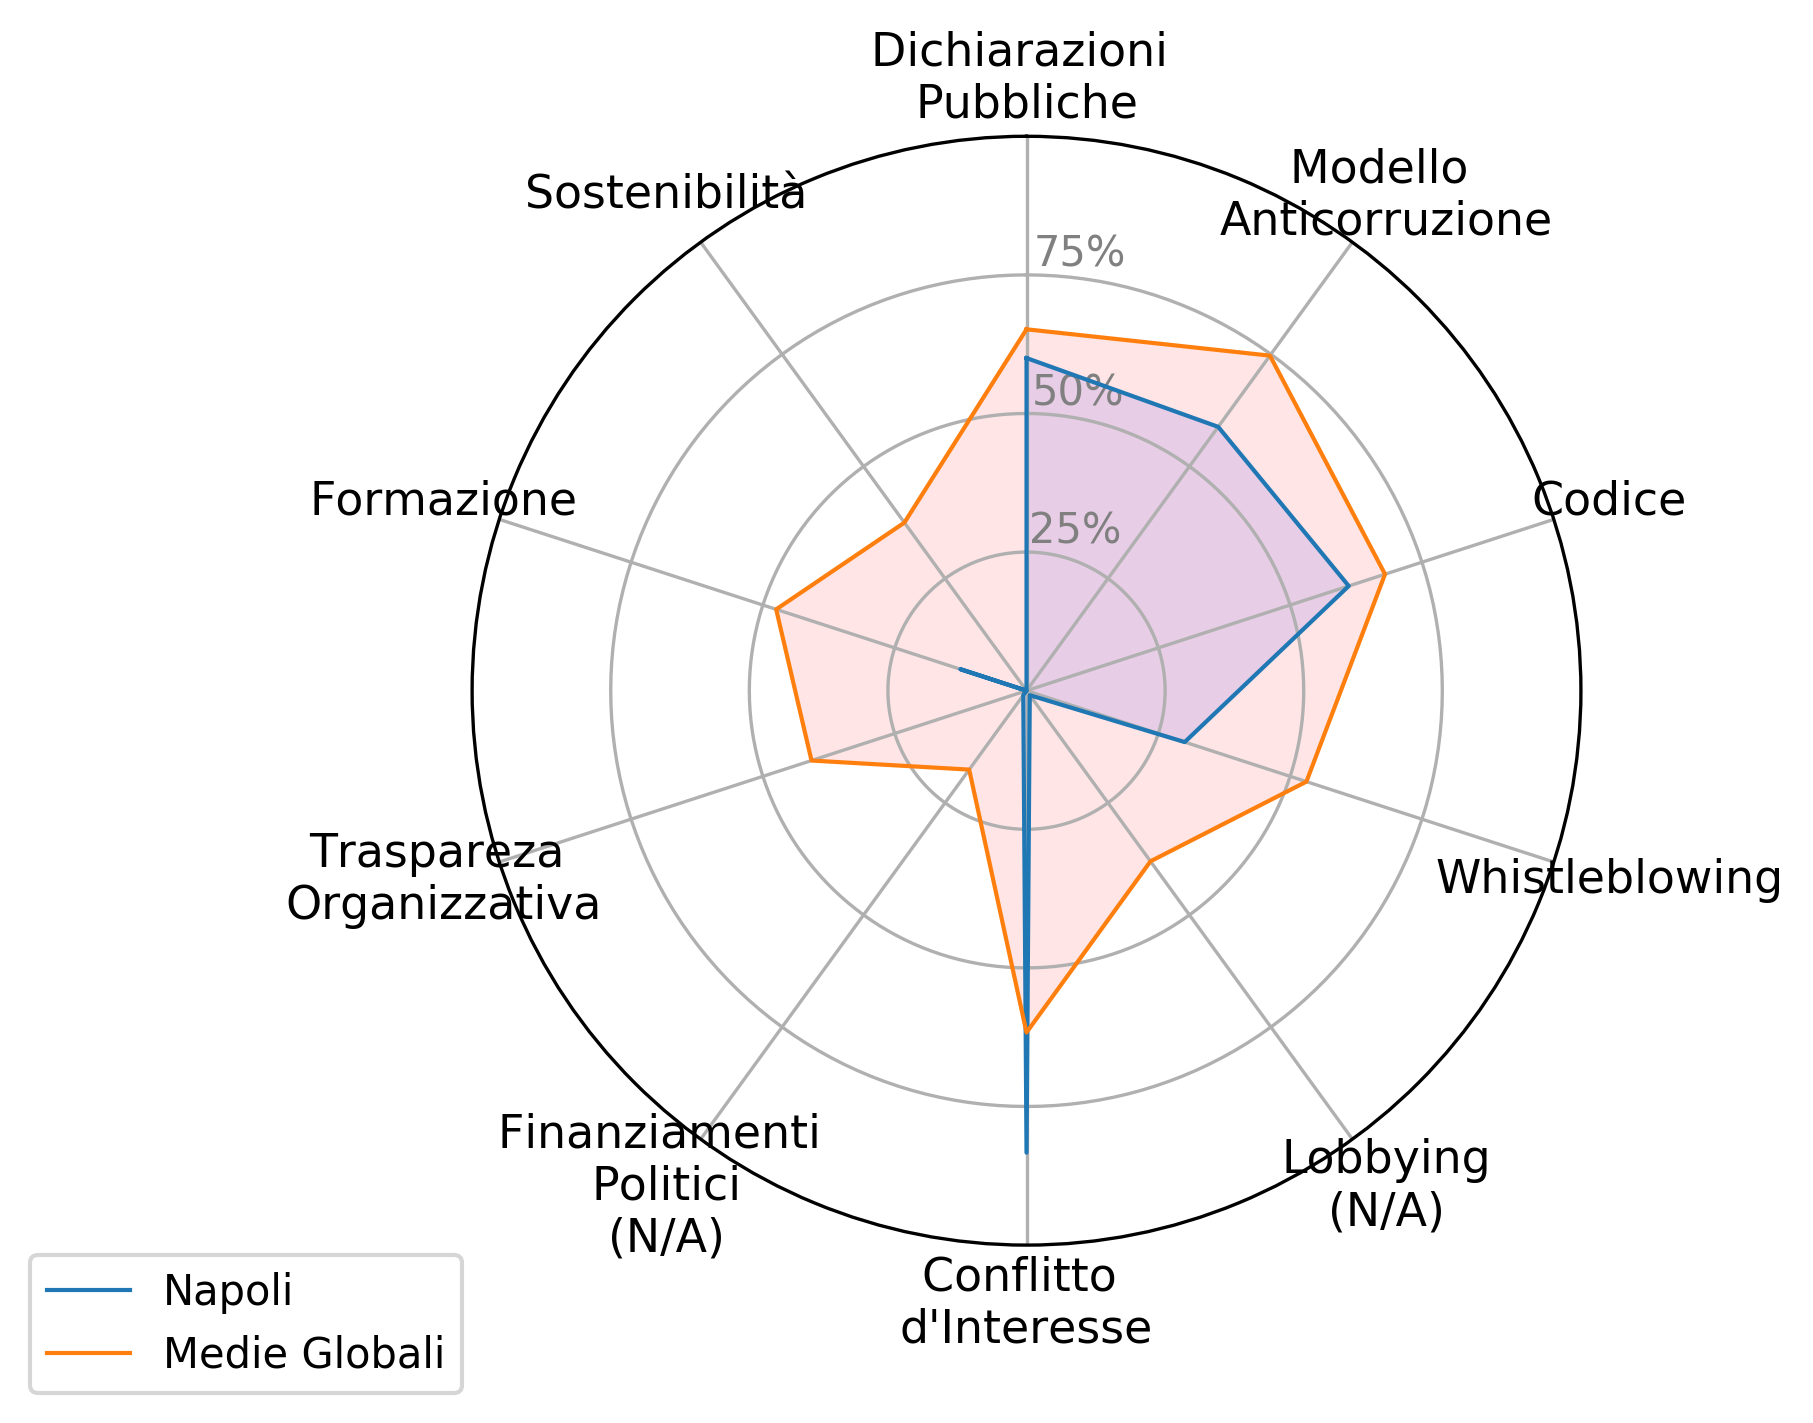 Dichiarazioni
Pubbliche
Modello
Anticorruzione
Sostenibilità
75%
50%
25%
Formazione
Codice
Traspareza
Organizzativa
Whistleblowing
Finanziamenti
Politici
(N/A)
Lobbying
(N/A)
Conflitto
d'Interesse
Napoli
Medie Globali